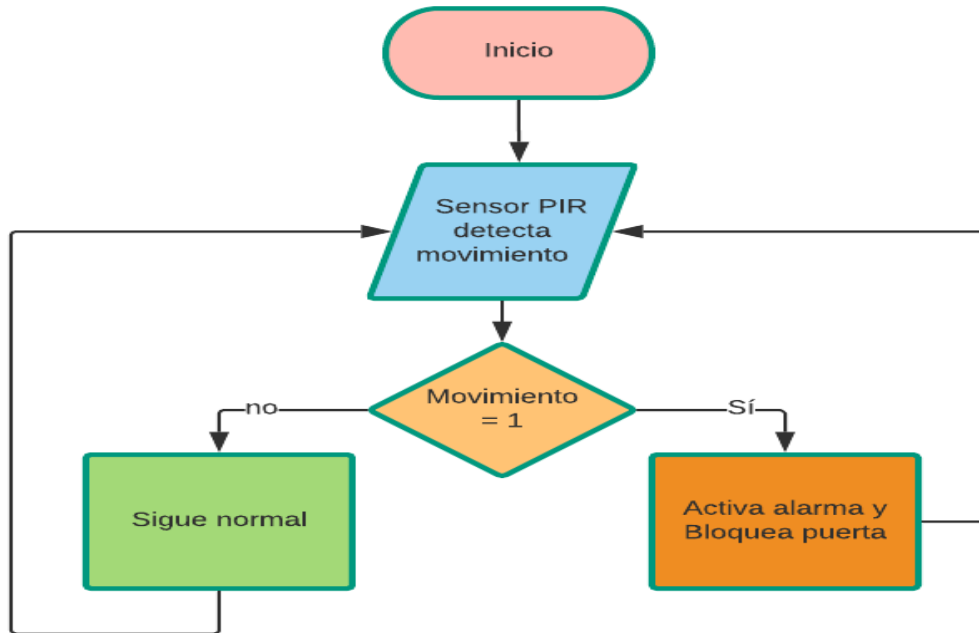 Inicio
Sensor PIR
detecta
movimiento
Movimiento
= 1
no
Sí
Sigue normal
Activa alarma y
Bloquea puerta